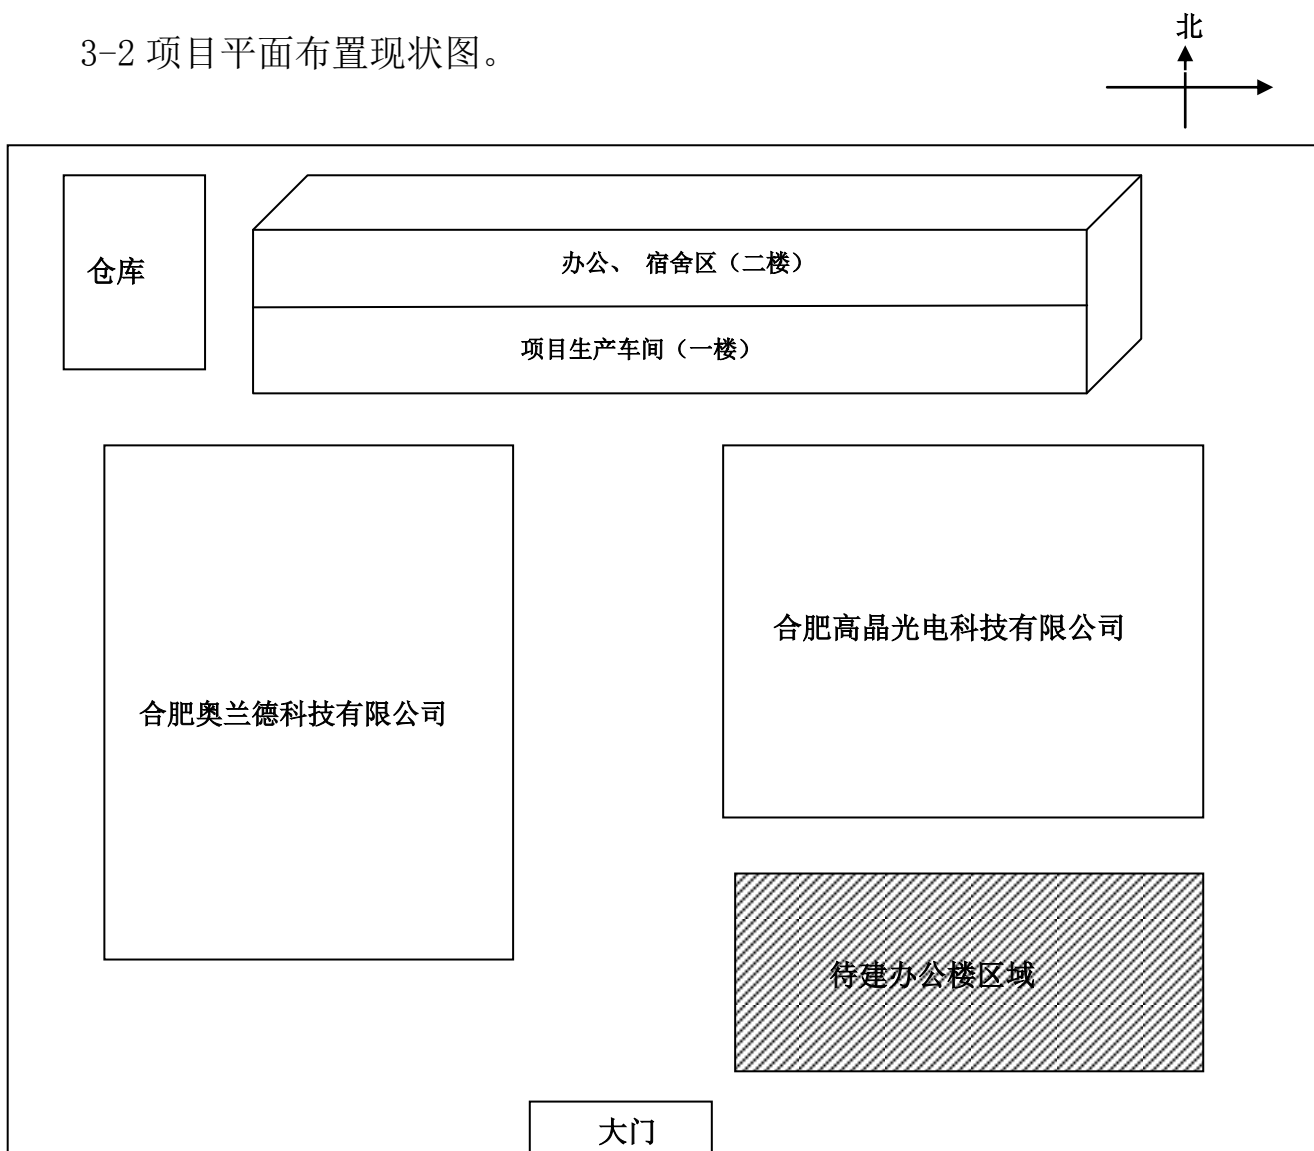 3-2 项目平面布置现状图。
北
仓库
办公、 宿舍区（二楼）
项目生产车间（一楼）
合肥高晶光电科技有限公司
合肥奥兰德科技有限公司
待建办公楼区域
大门